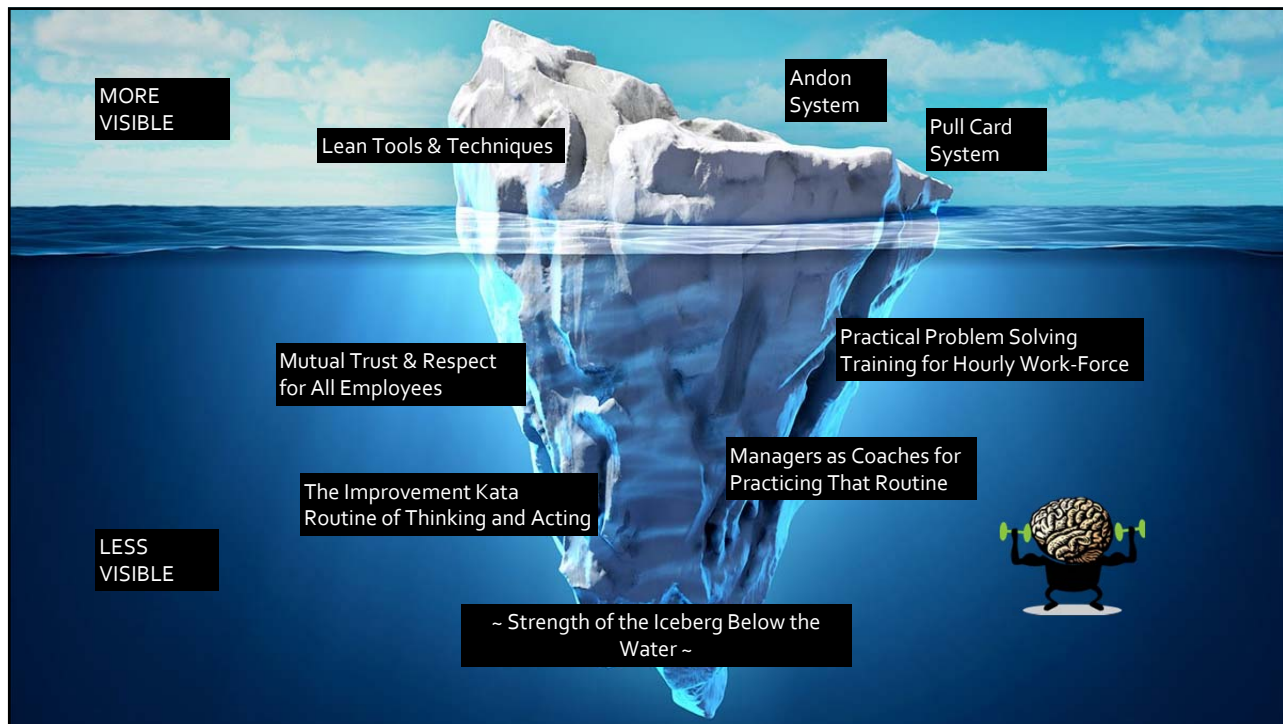 MORE
VISIBLE
Lean Tools & Techniques
Andon
System
Pull Card
System
Mutual Trust & Respect
for All Employees
Practical Problem Solving
Training for Hourly Work-Force
The Improvement Kata
Routine of Thinking and Acting
Managers as Coaches for
Practicing That Routine
LESS
VISIBLE
~ Strength of the Iceberg Below the
Water ~